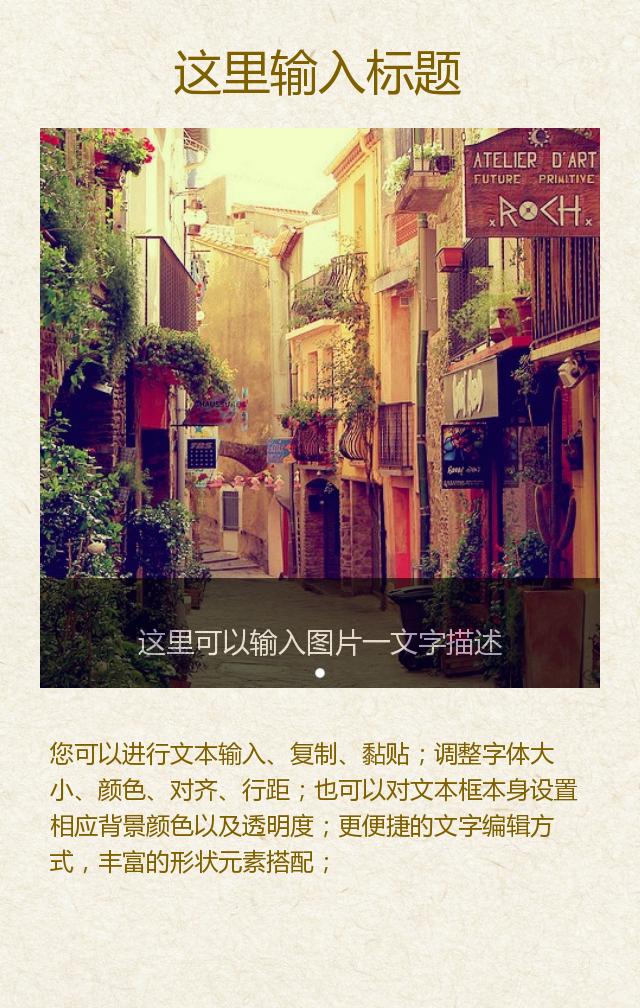 这里输入标题
ATELIER D'ART
FUTURE PRIMITIVE
ROCH
这里可以输入图片一文字描述
您可以进行文本输入、复制、黏贴；调整字体大
小、颜色、对齐、行距；也可以对文本框本身设置
相应背景颜色以及透明度；更便捷的文字编辑方
式，丰富的形状元素搭配；